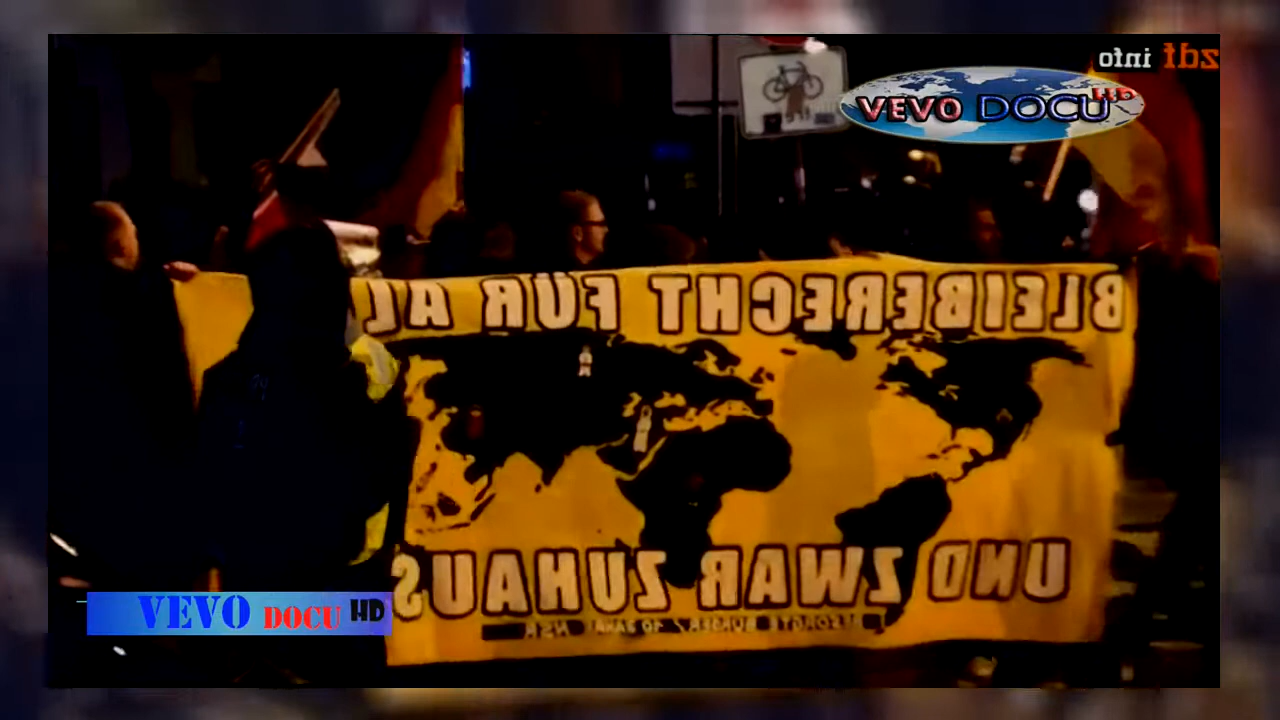 zdf info
VEVO DOCU HD
BLEIBERECHT FÜR AL
UND ZWAR ZUHAUS
VEVO DOCU HD